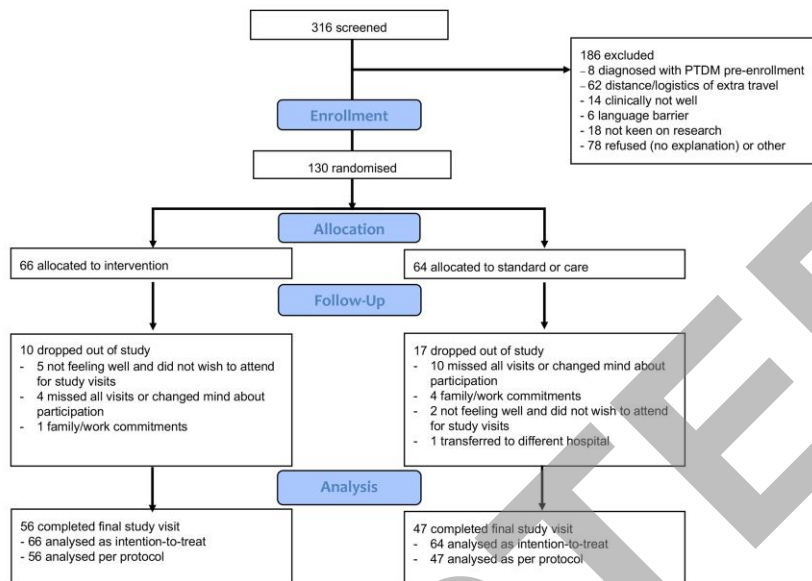 316 screened
186 excluded
– 8 diagnosed with PTDM pre-enrollment
– 62 distance/logistics of extra travel
- 14 clinically not well
- 6 language barrier
- 18 not keen on research
- 78 refused (no explanation) or other
Enrollment
130 randomised
Allocation
66 allocated to intervention
64 allocated to standard or care
Follow-Up
10 dropped out of study
- 5 not feeling well and did not wish to attend
for study visits
- 4 missed all visits or changed mind about
participation
- 1 family/work commitments
17 dropped out of study
- 10 missed all visits or changed mind about
participation
- 4 family/work commitments
- 2 not feeling well and did not wish to attend
for study visits
- 1 transferred to different hospital
Analysis
56 completed final study visit
- 66 analysed as intention-to-treat
- 56 analysed per protocol
47 completed final study visit
- 64 analysed as intention-to-treat
- 47 analysed as per protocol